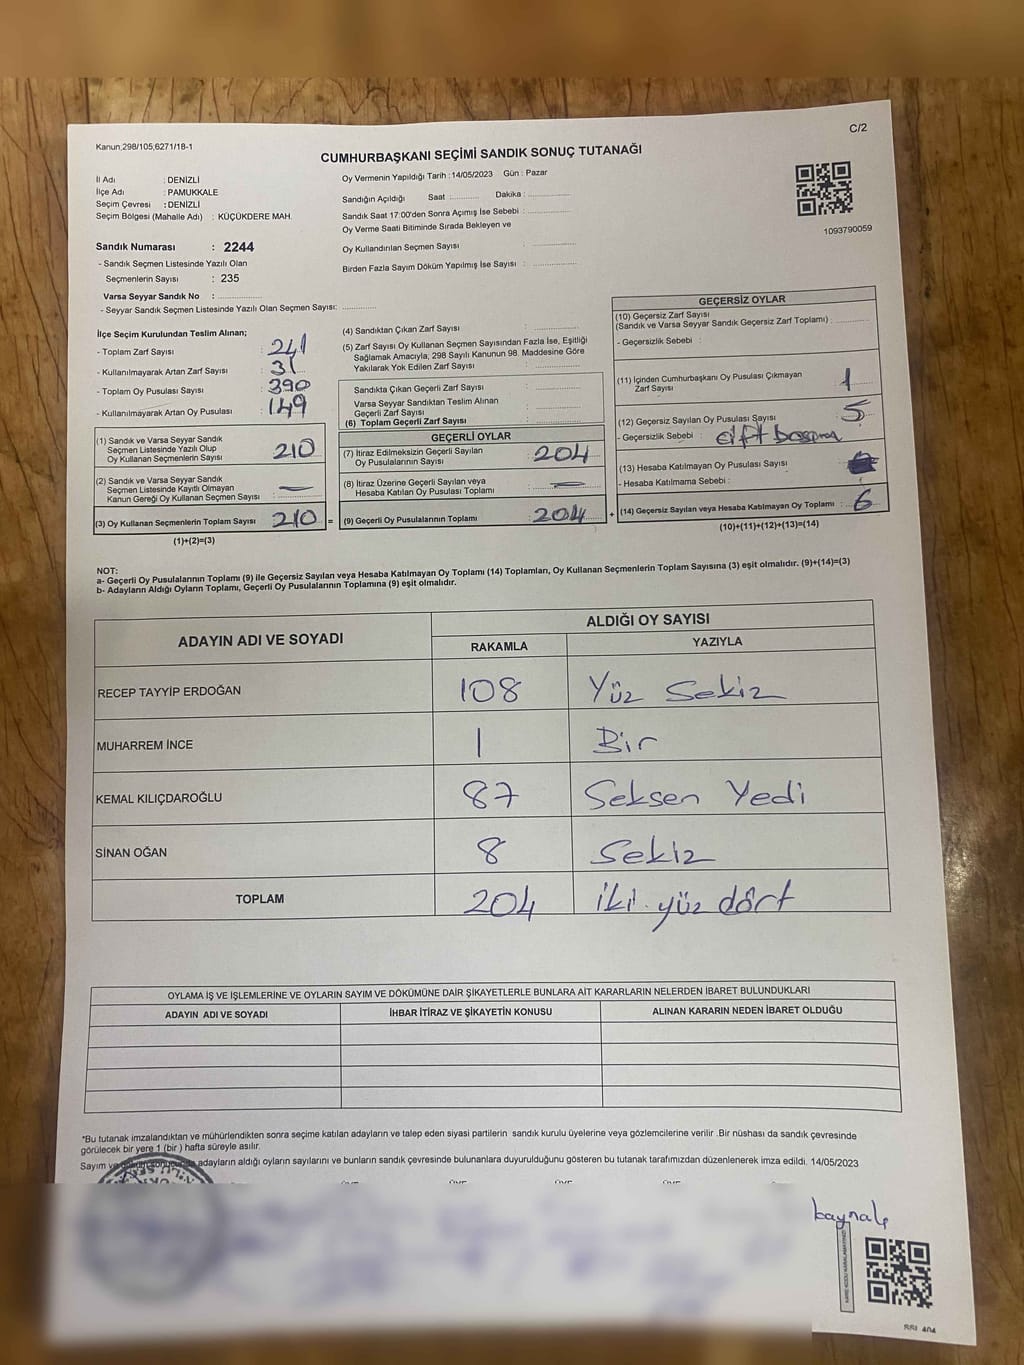 Kanun;298/105,6271/18-1
C/2
CUMHURBAŞKANI SEÇİMİ SANDIK SONUÇ TUTANAĞI
İl Adı : DENİZLİ
İlçe Adı : PAMUKKALE
Seçim Çevresi : DENİZLİ
Seçim Bölgesi (Mahalle Adı) : KÜÇÜKDERE MAH.
Sandık Numarası : 2244
- Sandık Seçmen Listesinde Yazılı Olan
Seçmenlerin Sayısı : 235
Varsa Seyyar Sandık No : ....................
- Seyyar Sandık Seçmen Listesinde Yazılı Olan Seçmen Sayısı: ............
Oy Vermenin Yapıldığı Tarih : 14/05/2023 Gün : Pazar
Sandığın Açıldığı Saat :............ Dakika :...............
Sandık Saat 17:00'den Sonra Açımış İse Sebebi : ...............
Oy Verme Saati Bitiminde Sırada Bekleyen ve
Oy Kullandırılan Seçmen Sayısı : ...............
Birden Fazla Sayım Döküm Yapılmış İse Sayısı : ...............
1093790059
İlçe Seçim Kurulundan Teslim Alınan;
- Toplam Zarf Sayısı : 241
- Kullanılmayarak Artan Zarf Sayısı : 31
- Toplam Oy Pusulası Sayısı : 390
- Kullanılmayarak Artan Oy Pusulası : 149
(1) Sandık ve Varsa Seyyar Sandık
Seçmen Listesinde Yazılı Olup
Oy Kullanan Seçmenlerin Sayısı 210
(2) Sandık ve Varsa Seyyar Sandık
Seçmen Listesinde Kayıtlı Olmayan
Kanun Gereği Oy Kullanan Seçmen Sayısı : —
(3) Oy Kullanan Seçmenlerin Toplam Sayısı 210 =
(1)+(2)=(3)
(4) Sandıktan Çıkan Zarf Sayısı : ...............
(5) Zarf Sayısı Oy Kullanan Seçmen Sayısından Fazla İse, Eşitliği
Sağlamak Amacıyla; 298 Sayılı Kanunun 98. Maddesine Göre
Yakılarak Yok Edilen Zarf Sayısı : ...............
Sandıkta Çıkan Geçerli Zarf Sayısı : ...............
Varsa Seyyar Sandıktan Teslim Alınan
Geçerli Zarf Sayısı : ...............
(6) Toplam Geçerli Zarf Sayısı : ...............
GEÇERLİ OYLAR
(7) İtiraz Edilmeksizin Geçerli Sayılan
Oy Pusulalarının Sayısı : 204
(8) İtiraz Üzerine Geçerli Sayılan veya
Hesaba Katılan Oy Pusulası Toplamı : —
(9) Geçerli Oy Pusulalarının Toplamı : 204 +
GEÇERSİZ OYLAR
(10) Geçersiz Zarf Sayısı
(Sandık ve Varsa Seyyar Sandık Geçersiz Zarf Toplamı) : ............
- Geçersizlik Sebebi :
(11) İçinden Cumhurbaşkanı Oy Pusulası Çıkmayan
Zarf Sayısı : 1
(12) Geçersiz Sayılan Oy Pusulası Sayısı : 5
- Geçersizlik Sebebi : çift basma
(13) Hesaba Katılmayan Oy Pusulası Sayısı :
- Hesaba Katılmama Sebebi :
(14) Geçersiz Sayılan veya Hesaba Katılmayan Oy Toplamı : 6
(10)+(11)+(12)+(13)=(14)
NOT:
a- Geçerli Oy Pusulalarının Toplamı (9) ile Geçersiz Sayılan veya Hesaba Katılmayan Oy Toplamı (14) Toplamları, Oy Kullanan Seçmenlerin Toplam Sayısına (3) eşit olmalıdır. (9)+(14)=(3)
b- Adayların Aldığı Oyların Toplamı, Geçerli Oy Pusulalarının Toplamına (9) eşit olmalıdır.
ADAYIN ADI VE SOYADI ALDIĞI OY SAYISI
RAKAMLA YAZIYLA
RECEP TAYYİP ERDOĞAN 108 Yüz Sekiz
MUHARREM İNCE 1 Bir
KEMAL KILIÇDAROĞLU 87 Seksen Yedi
SİNAN OĞAN 8 Sekiz
TOPLAM 204 iki yüz dört
OYLAMA İŞ VE İŞLEMLERİNE VE OYLARIN SAYIM VE DÖKÜMÜNE DAİR ŞİKAYETLERLE BUNLARA AİT KARARLARIN NELERDEN İBARET BULUNDUKLARI
ADAYIN ADI VE SOYADI İHBAR İTİRAZ VE ŞİKAYETİN KONUSU ALINAN KARARIN NEDEN İBARET OLDUĞU
*Bu tutanak imzalandıktan ve mühürlendikten sonra seçime katılan adayların ve talep eden siyasi partilerin sandık kurulu üyelerine veya gözlemcilerine verilir .Bir nüshası da sandık çevresinde
görülecek bir yere 1 (bir ) hafta süreyle asılır.
Sayım ve döküm sonucunda adayların aldığı oyların sayılarını ve bunların sandık çevresinde bulunanlara duyurulduğunu gösteren bu tutanak tarafımızdan düzenlenerek imza edildi. 14/05/2023